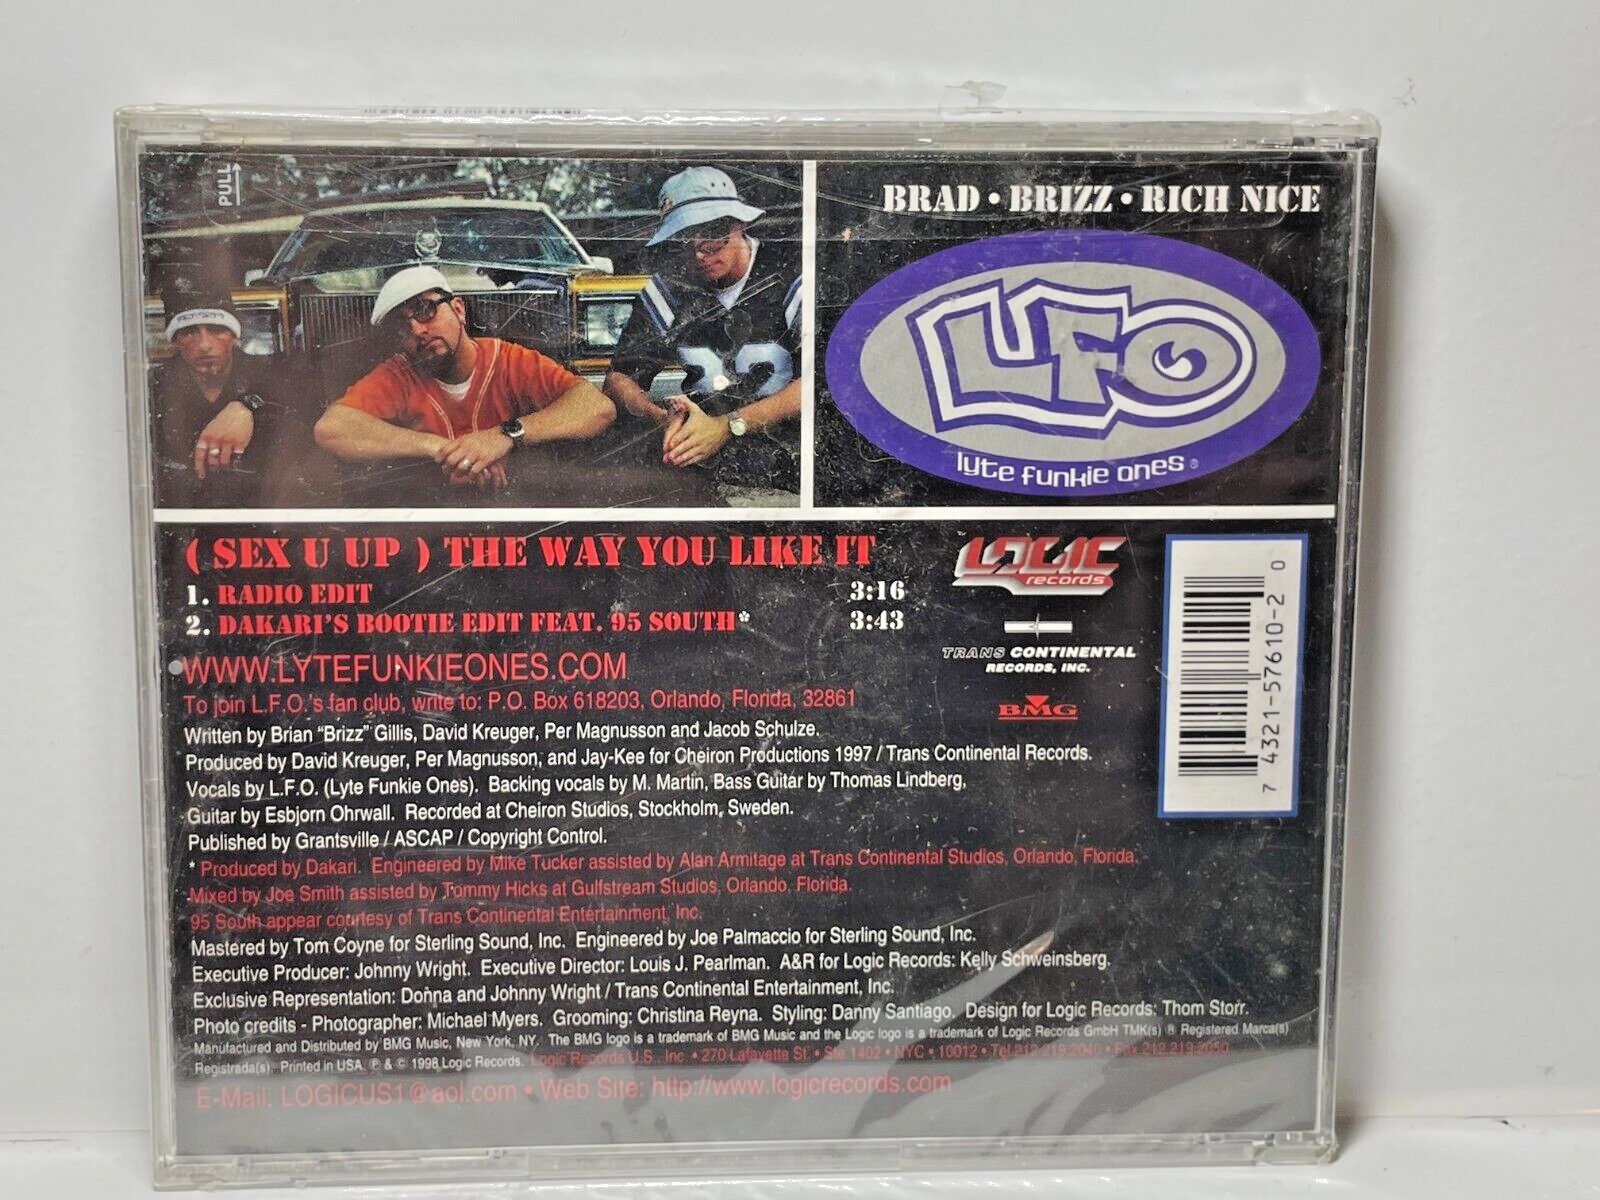 PULL
BRAD • BRIZZ • RICH NICE
LFO
lyte funkie ones®
( SEX U UP ) THE WAY YOU LIKE IT
1. RADIO EDIT 3:16
2. DAKARI'S BOOTIE EDIT FEAT. 95 SOUTH* 3:43
LOGIC
records
TRANS CONTINENTAL
RECORDS, INC.
BMG
7 4321-57610-2 0
WWW.LYTEFUNKIEONES.COM
To join L.F.O.'s fan club, write to: P.O. Box 618203, Orlando, Florida, 32861
Written by Brian "Brizz" Gillis, David Kreuger, Per Magnusson and Jacob Schulze.
Produced by David Kreuger, Per Magnusson, and Jay-Kee for Cheiron Productions 1997 / Trans Continental Records.
Vocals by L.F.O. (Lyte Funkie Ones). Backing vocals by M. Martin, Bass Guitar by Thomas Lindberg,
Guitar by Esbjorn Ohrwall. Recorded at Cheiron Studios, Stockholm, Sweden.
Published by Grantsville / ASCAP / Copyright Control.
* Produced by Dakari. Engineered by Mike Tucker assisted by Alan Armitage at Trans Continental Studios, Orlando, Florida.
Mixed by Joe Smith assisted by Tommy Hicks at Gulfstream Studios, Orlando, Florida.
95 South appear courtesy of Trans Continental Entertainment, Inc.
Mastered by Tom Coyne for Sterling Sound, Inc. Engineered by Joe Palmaccio for Sterling Sound, Inc.
Executive Producer: Johnny Wright. Executive Director: Louis J. Pearlman. A&R for Logic Records: Kelly Schweinsberg.
Exclusive Representation: Donna and Johnny Wright / Trans Continental Entertainment, Inc.
Photo credits - Photographer: Michael Myers. Grooming: Christina Reyna. Styling: Danny Santiago. Design for Logic Records: Thom Storr.
Manufactured and Distributed by BMG Music, New York, NY. The BMG logo is a trademark of BMG Music and the Logic logo is a trademark of Logic Records GmbH TMK(s) ® Registered Marca(s)
Registrada(s). Printed in USA. ℗ & © 1998 Logic Records. Logic Records U.S., Inc. • 270 Lafayette St. • Ste 1402 • NYC • 10012 • Tel 212.219.2040 • Fax 212.219.2050
E-Mail: LOGICUS1@aol.com • Web Site: http://www.logicrecords.com